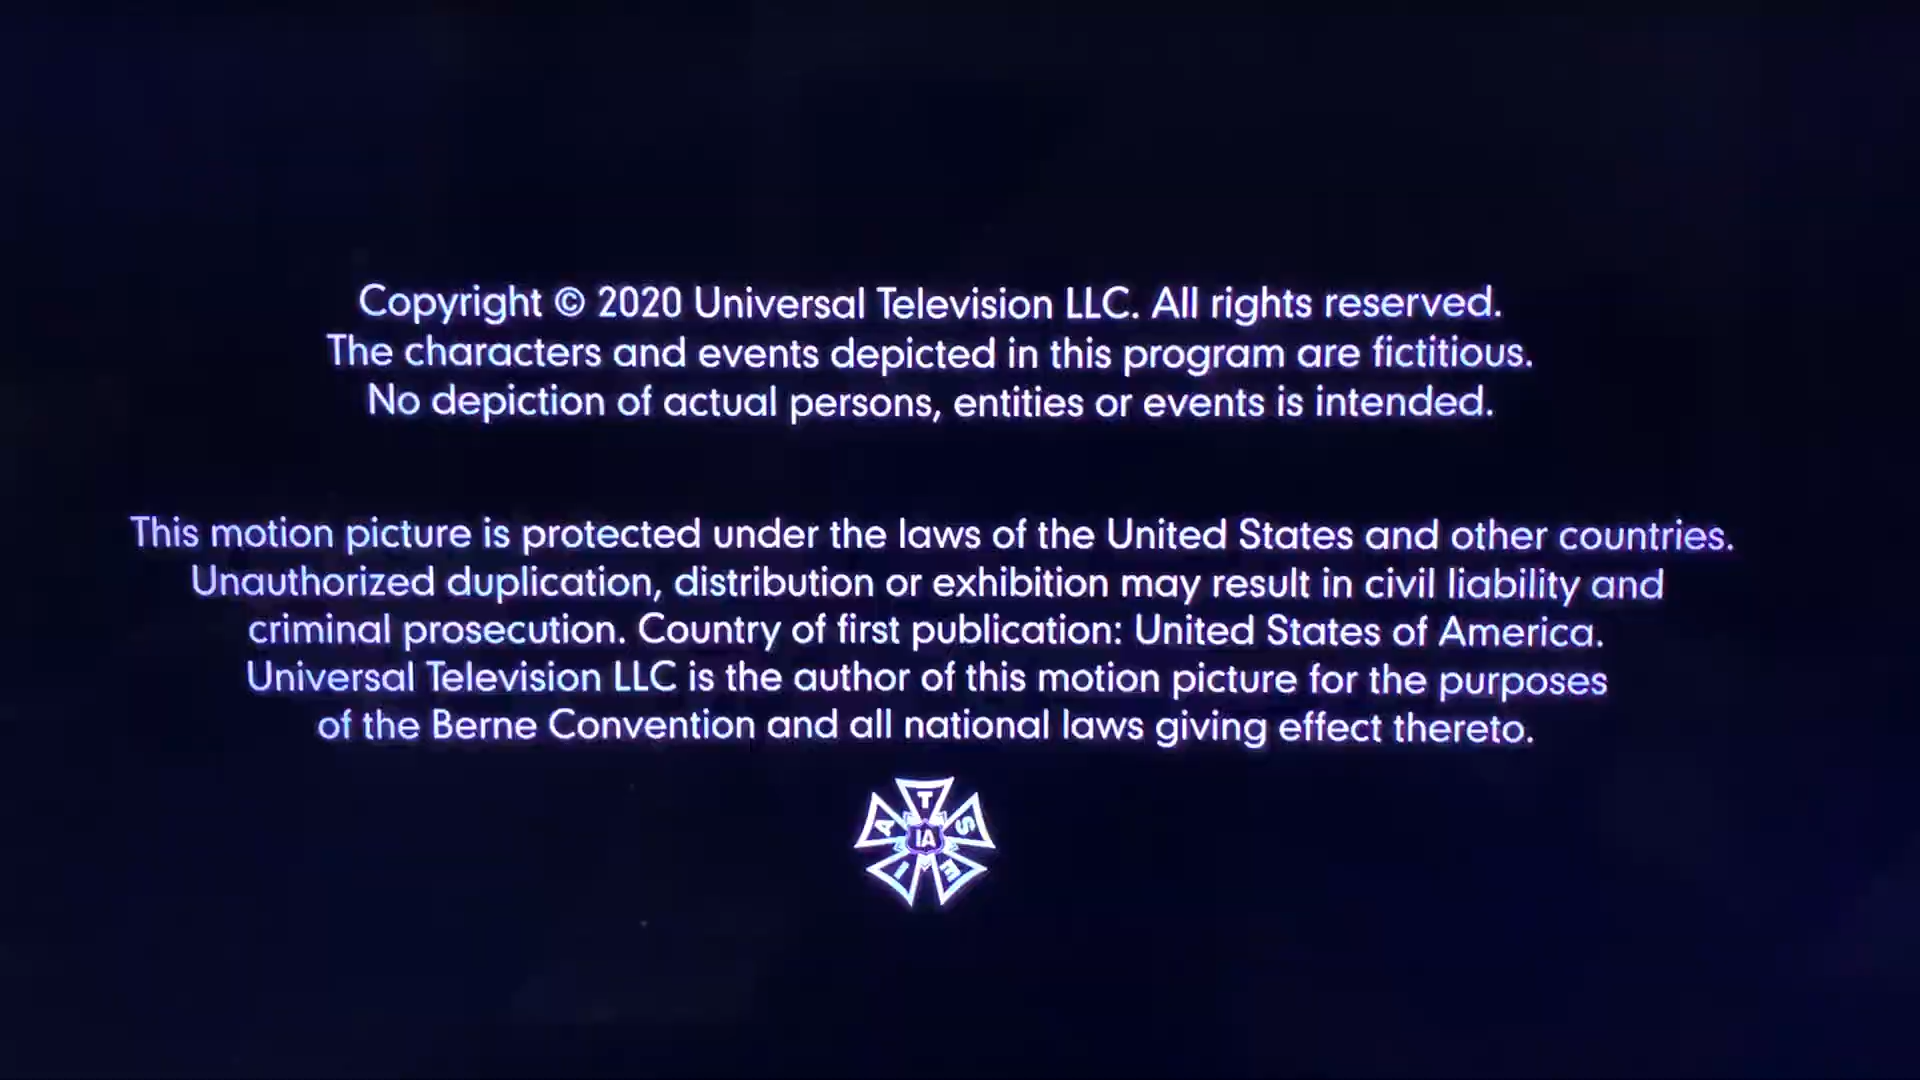 Copyright © 2020 Universal Television LLC. All rights reserved.
The characters and events depicted in this program are fictitious.
No depiction of actual persons, entities or events is intended.
This motion picture is protected under the laws of the United States and other countries.
Unauthorized duplication, distribution or exhibition may result in civil liability and
criminal prosecution. Country of first publication: United States of America.
Universal Television LLC is the author of this motion picture for the purposes
of the Berne Convention and all national laws giving effect thereto.
I A T S E
IA